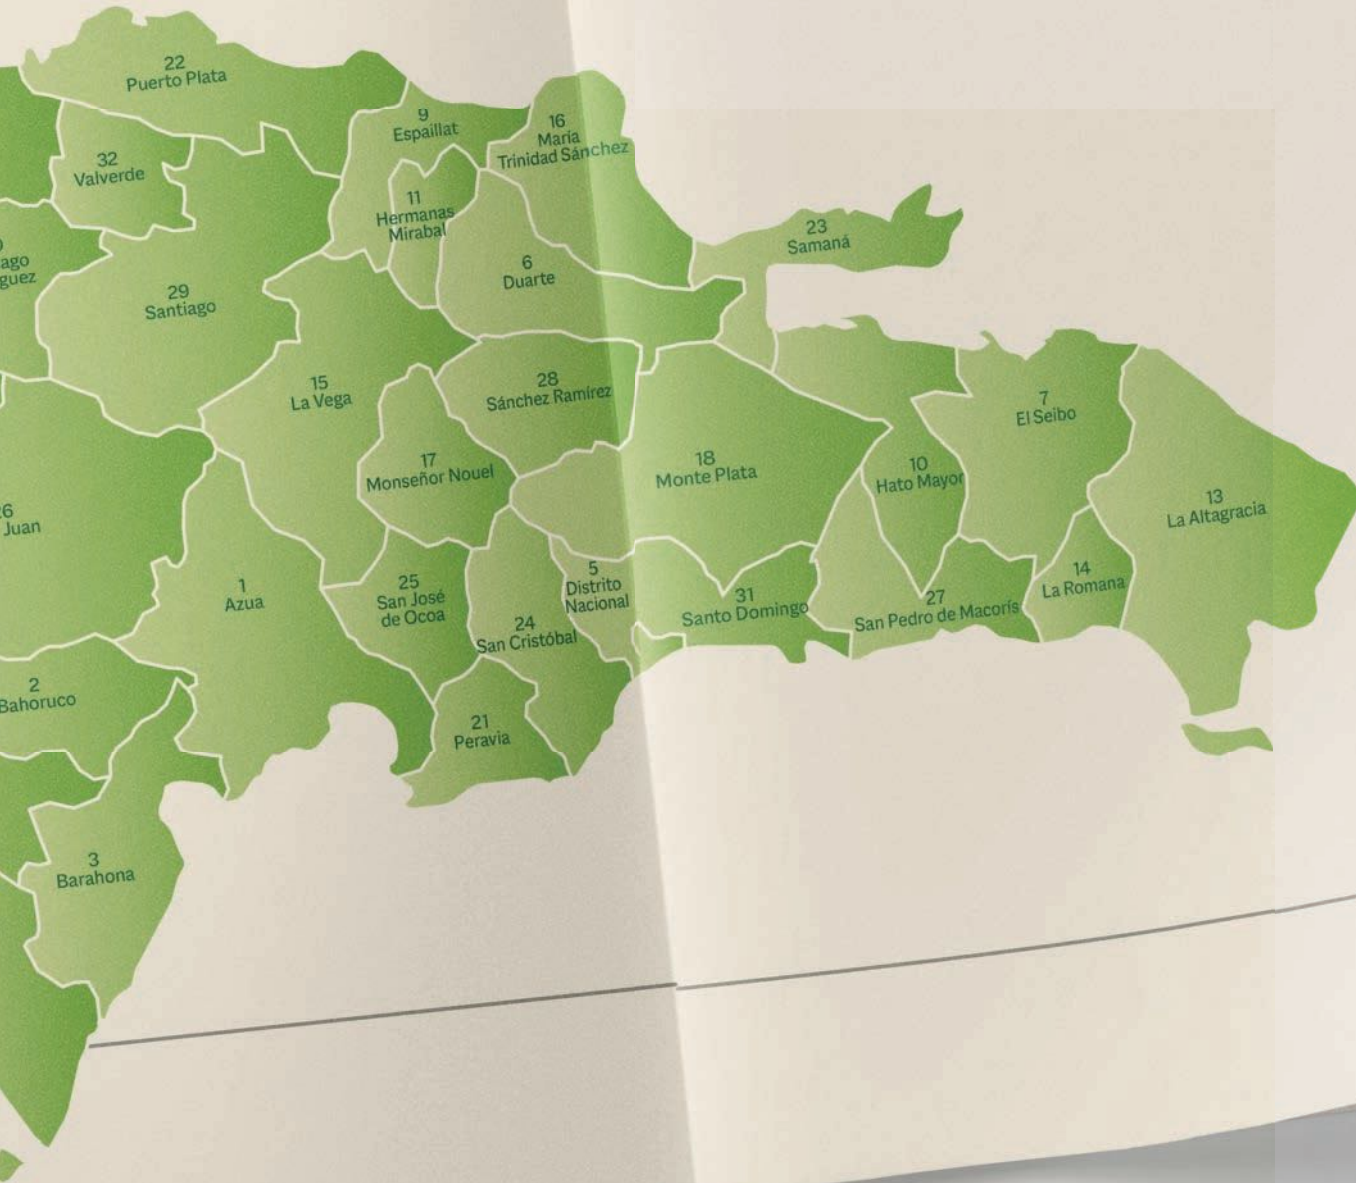 22
Puerto Plata
9
Espaillat
16
María
Trinidad Sánchez
32
Valverde
11
Hermanas
Mirabal
23
Samaná
6
Duarte
29
Santiago
15
La Vega
28
Sánchez Ramírez
7
El Seibo
17
Monseñor Nouel
18
Monte Plata
10
Hato Mayor
13
La Altagracia
Juan
1
Azua
25
San José
de Ocoa
5
Distrito
Nacional
24
San Cristóbal
31
Santo Domingo
27
San Pedro de Macorís
14
La Romana
2
Bahoruco
21
Peravia
3
Barahona